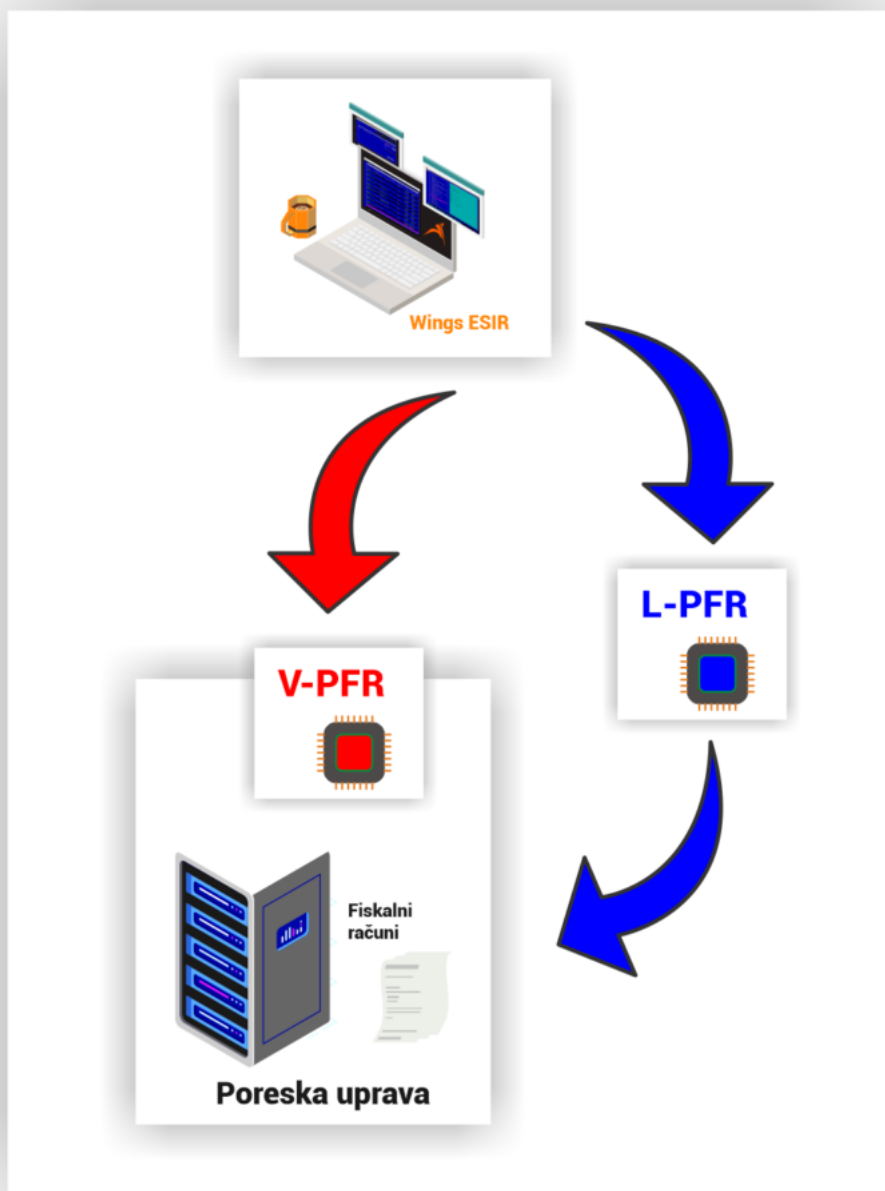 Wings ESIR
L-PFR
V-PFR
Fiskalni
računi
Poreska uprava